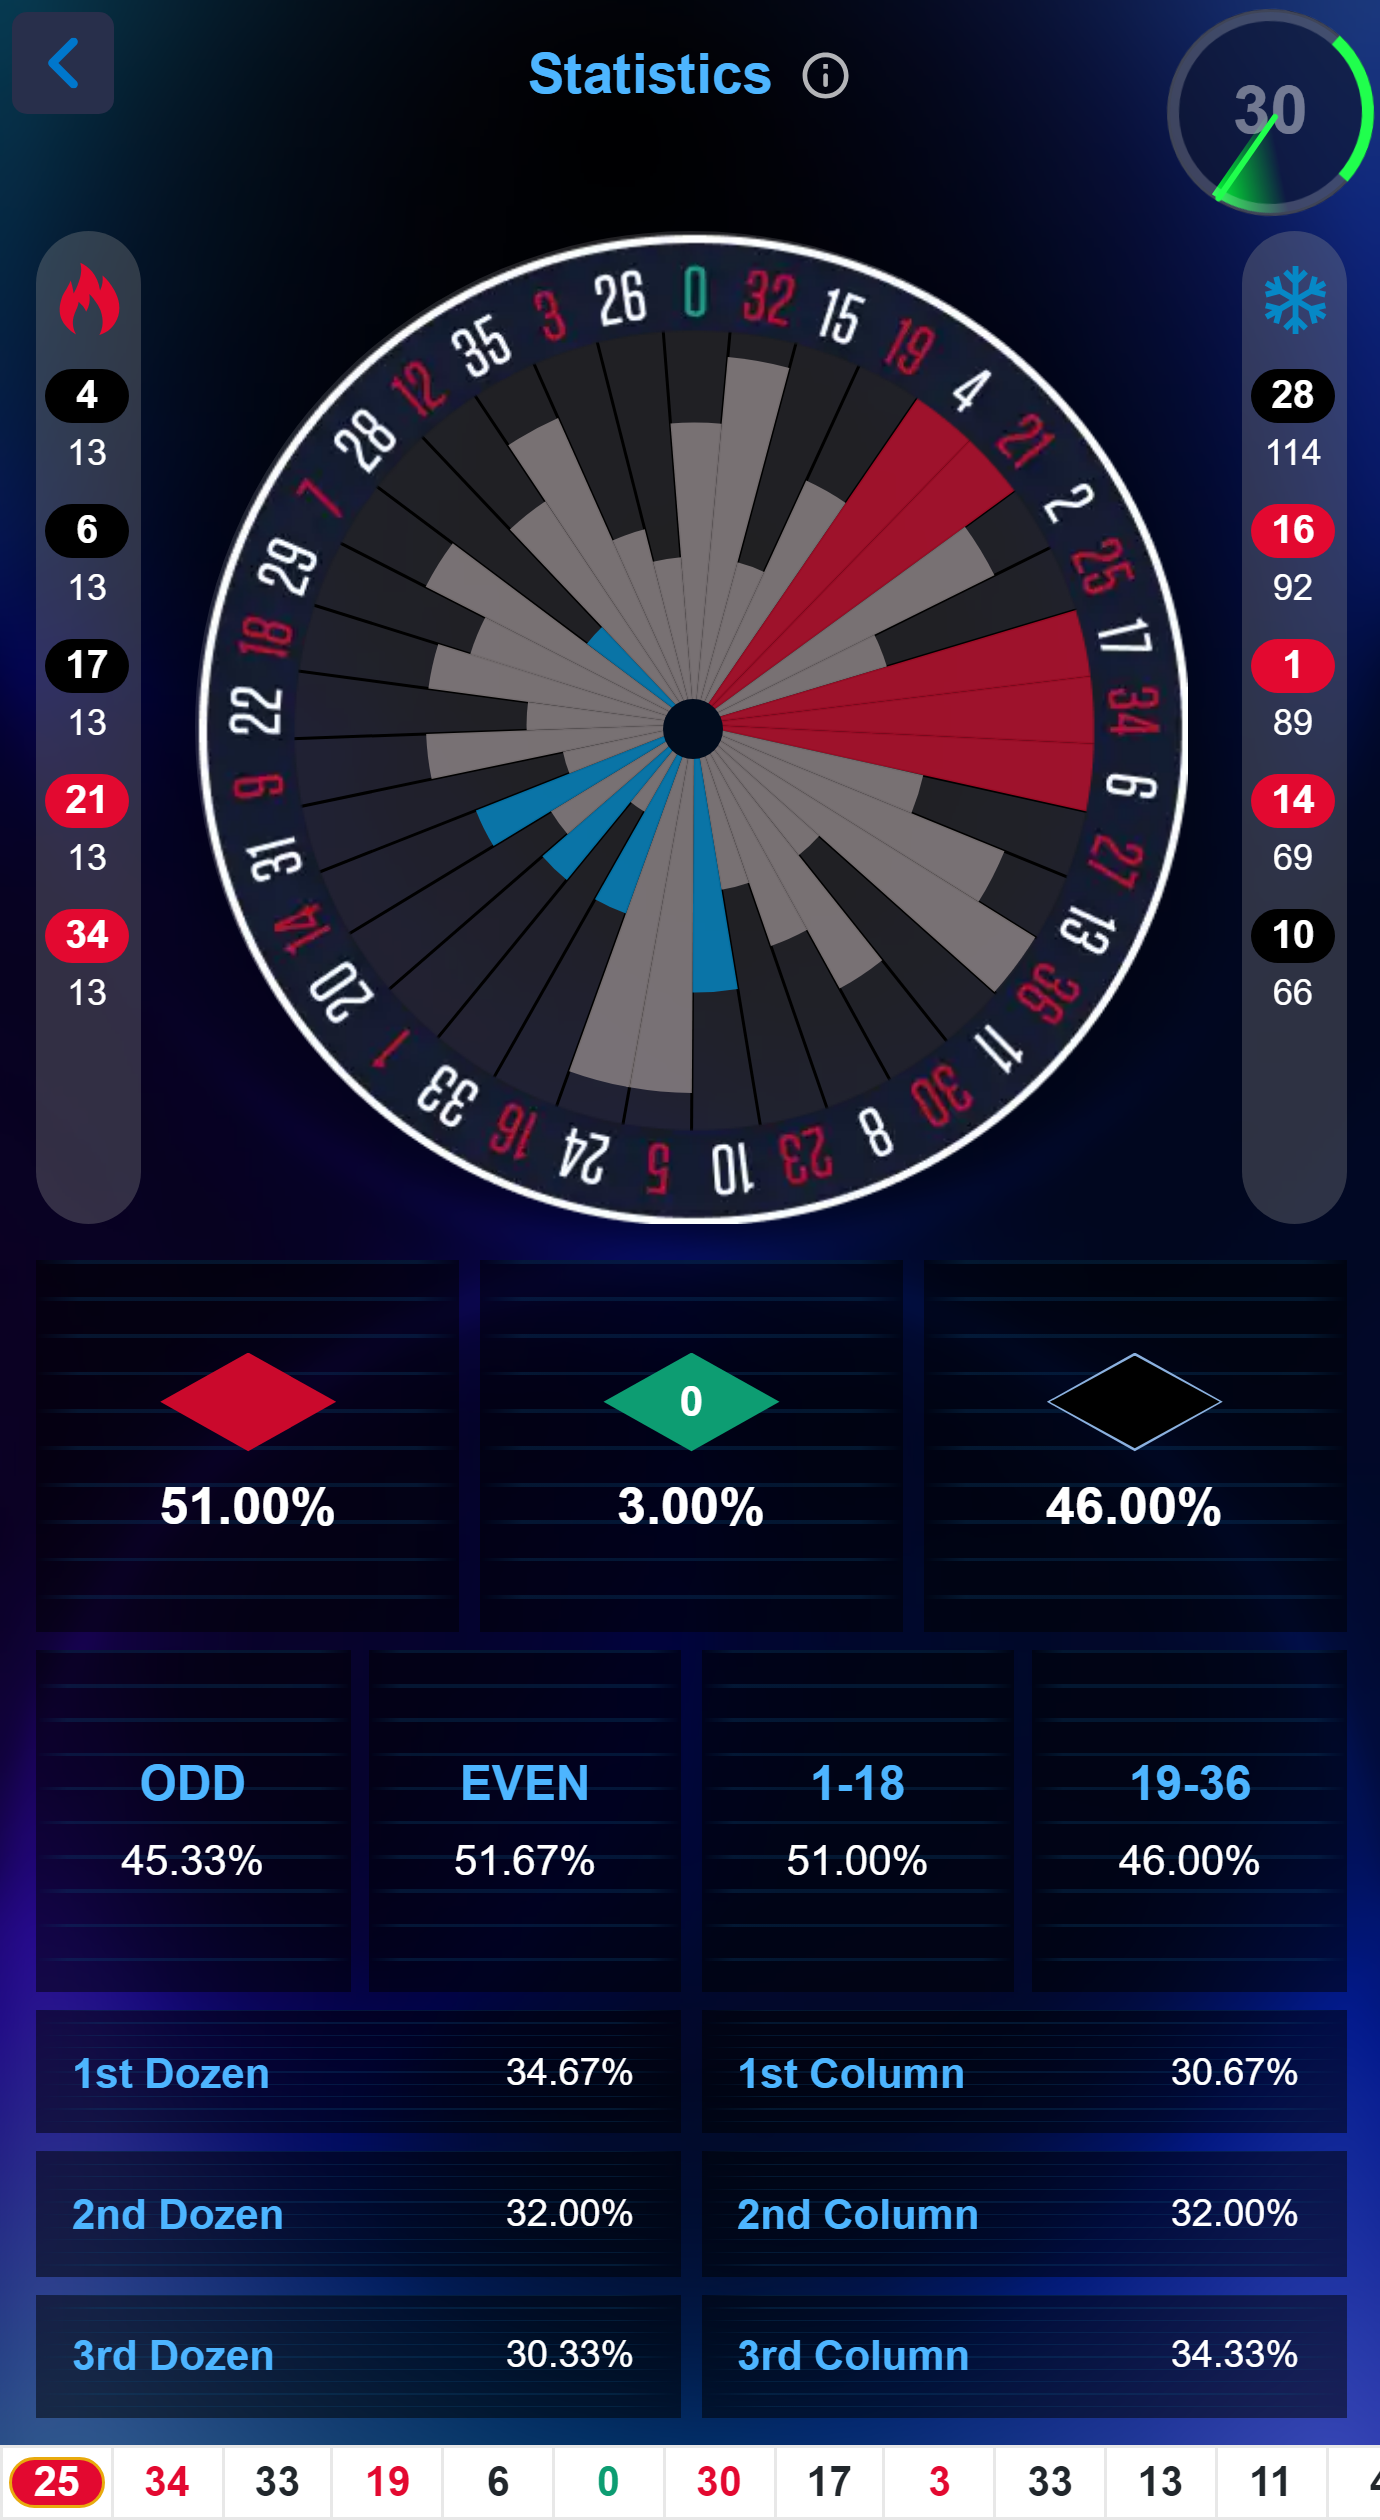 Statistics
30
0 32 15 19 4 21 2 25 17 34 6 27 13 36 11 30 8 23 10 5 24 16 33 1 20 14 31 9 22 18 29 7 28 12 35 3 26
4
13
6
13
17
13
21
13
34
13
28
114
16
92
1
89
14
69
10
66
0
51.00% 3.00% 46.00%
ODD EVEN 1-18 19-36
45.33% 51.67% 51.00% 46.00%
1st Dozen 34.67% 1st Column 30.67%
2nd Dozen 32.00% 2nd Column 32.00%
3rd Dozen 30.33% 3rd Column 34.33%
25 34 33 19 6 0 30 17 3 33 13 11